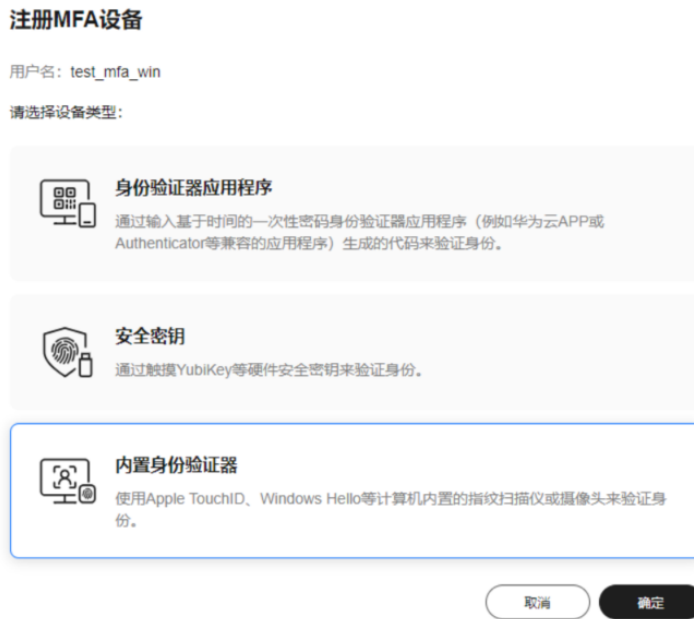 注册MFA设备
用户名：test_mfa_win
请选择设备类型：
身份验证器应用程序
通过输入基于时间的一次性密码身份验证器应用程序（例如华为云APP或
Authenticator等兼容的应用程序）生成的代码来验证身份。
安全密钥
通过触摸YubiKey等硬件安全密钥来验证身份。
内置身份验证器
使用Apple TouchID、Windows Hello等计算机内置的指纹扫描仪或摄像头来验证身
份。
取消
确定